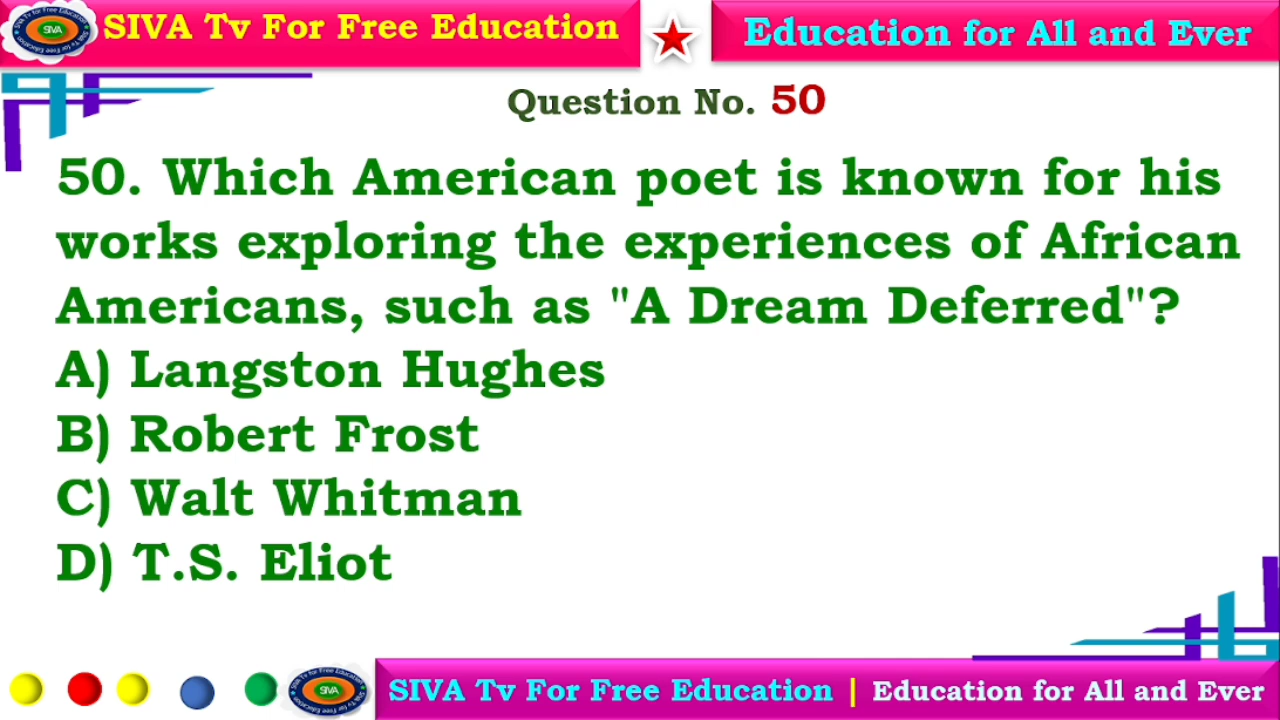 SIVA Tv For Free Education
Education for All and Ever
Question No. 50
50. Which American poet is known for his
works exploring the experiences of African
Americans, such as "A Dream Deferred"?
A) Langston Hughes
B) Robert Frost
C) Walt Whitman
D) T.S. Eliot
SIVA Tv For Free Education | Education for All and Ever
SIVA
SIVA